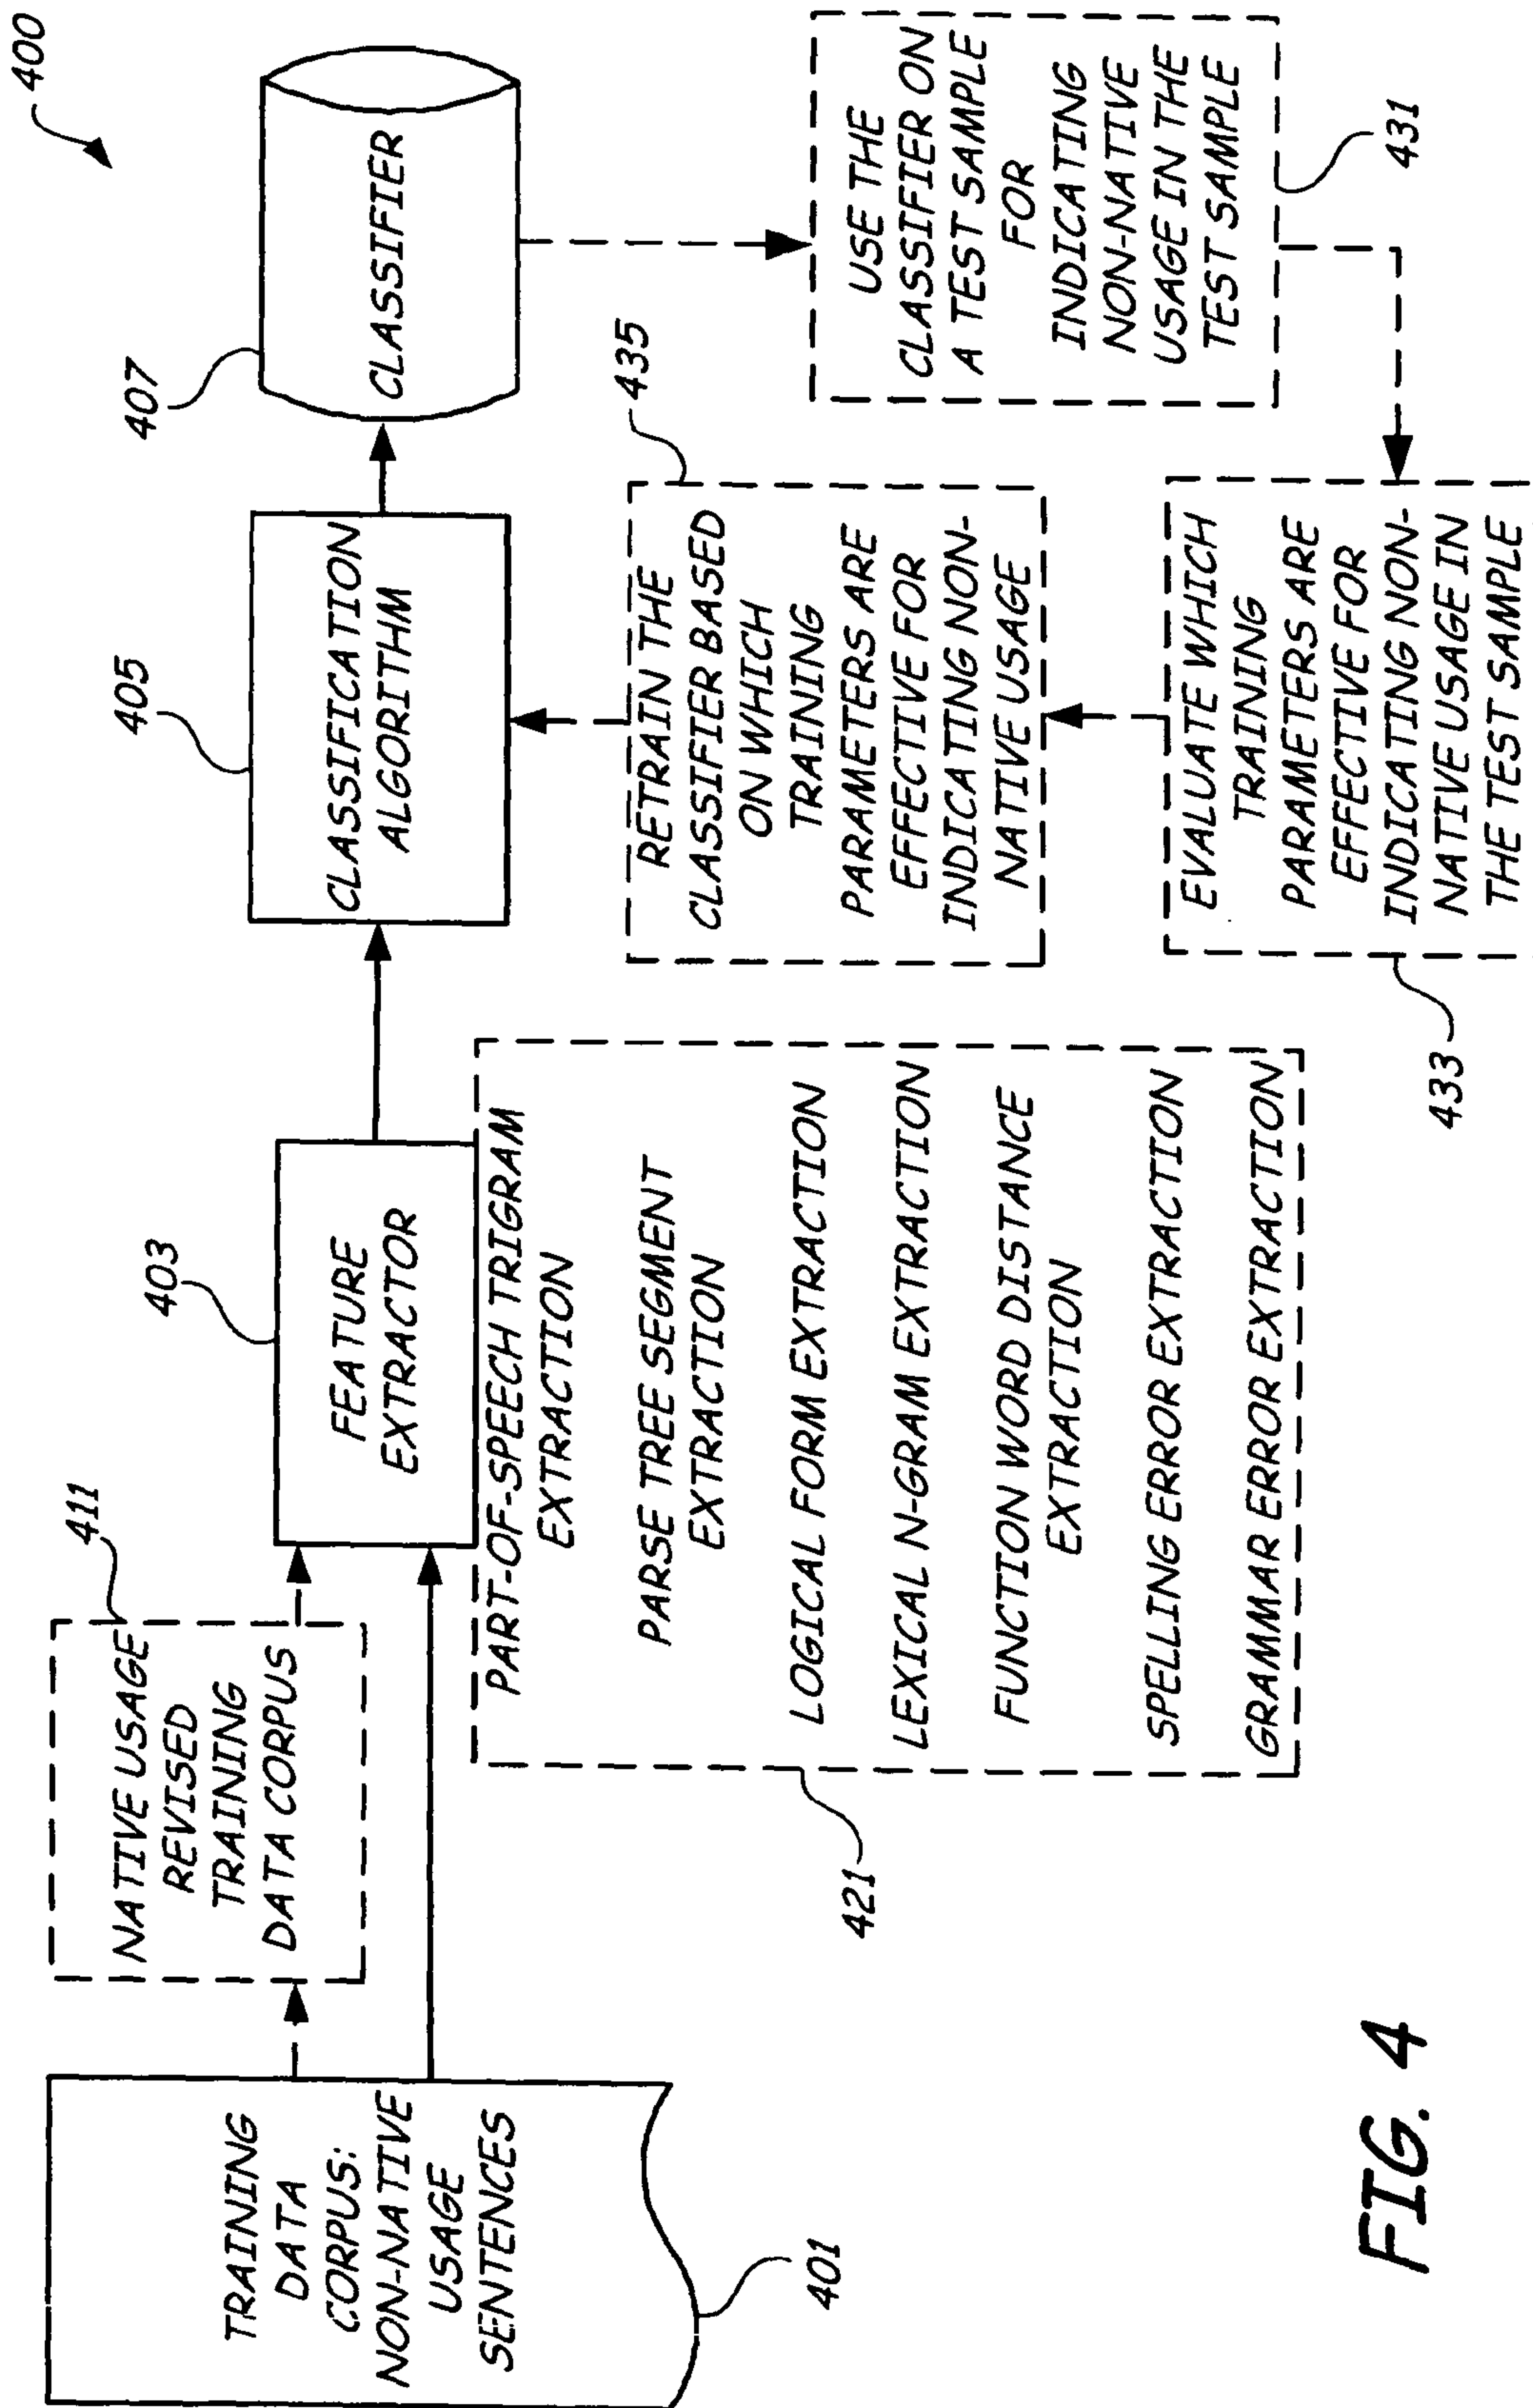 400
TRAINING
DATA
CORPUS:
NON-NATIVE
USAGE
SENTENCES
401
NATIVE USAGE
REVISED
TRAINING
DATA CORPUS
411
FEATURE
EXTRACTOR
403
PART-OF-SPEECH TRIGRAM
EXTRACTION
PARSE TREE SEGMENT
EXTRACTION
LOGICAL FORM EXTRACTION
LEXICAL N-GRAM EXTRACTION
FUNCTION WORD DISTANCE
EXTRACTION
SPELLING ERROR EXTRACTION
GRAMMAR ERROR EXTRACTION
421
CLASSIFICATION
ALGORITHM
405
CLASSIFIER
407
RETRAIN THE
CLASSIFIER BASED
ON WHICH
TRAINING
PARAMETERS ARE
EFFECTIVE FOR
INDICATING NON-
NATIVE USAGE
435
USE THE
CLASSIFIER ON
A TEST SAMPLE
FOR
INDICATING
NON-NATIVE
USAGE IN THE
TEST SAMPLE
431
EVALUATE WHICH
TRAINING
PARAMETERS ARE
EFFECTIVE FOR
INDICATING NON-
NATIVE USAGE IN
THE TEST SAMPLE
433
FIG. 4